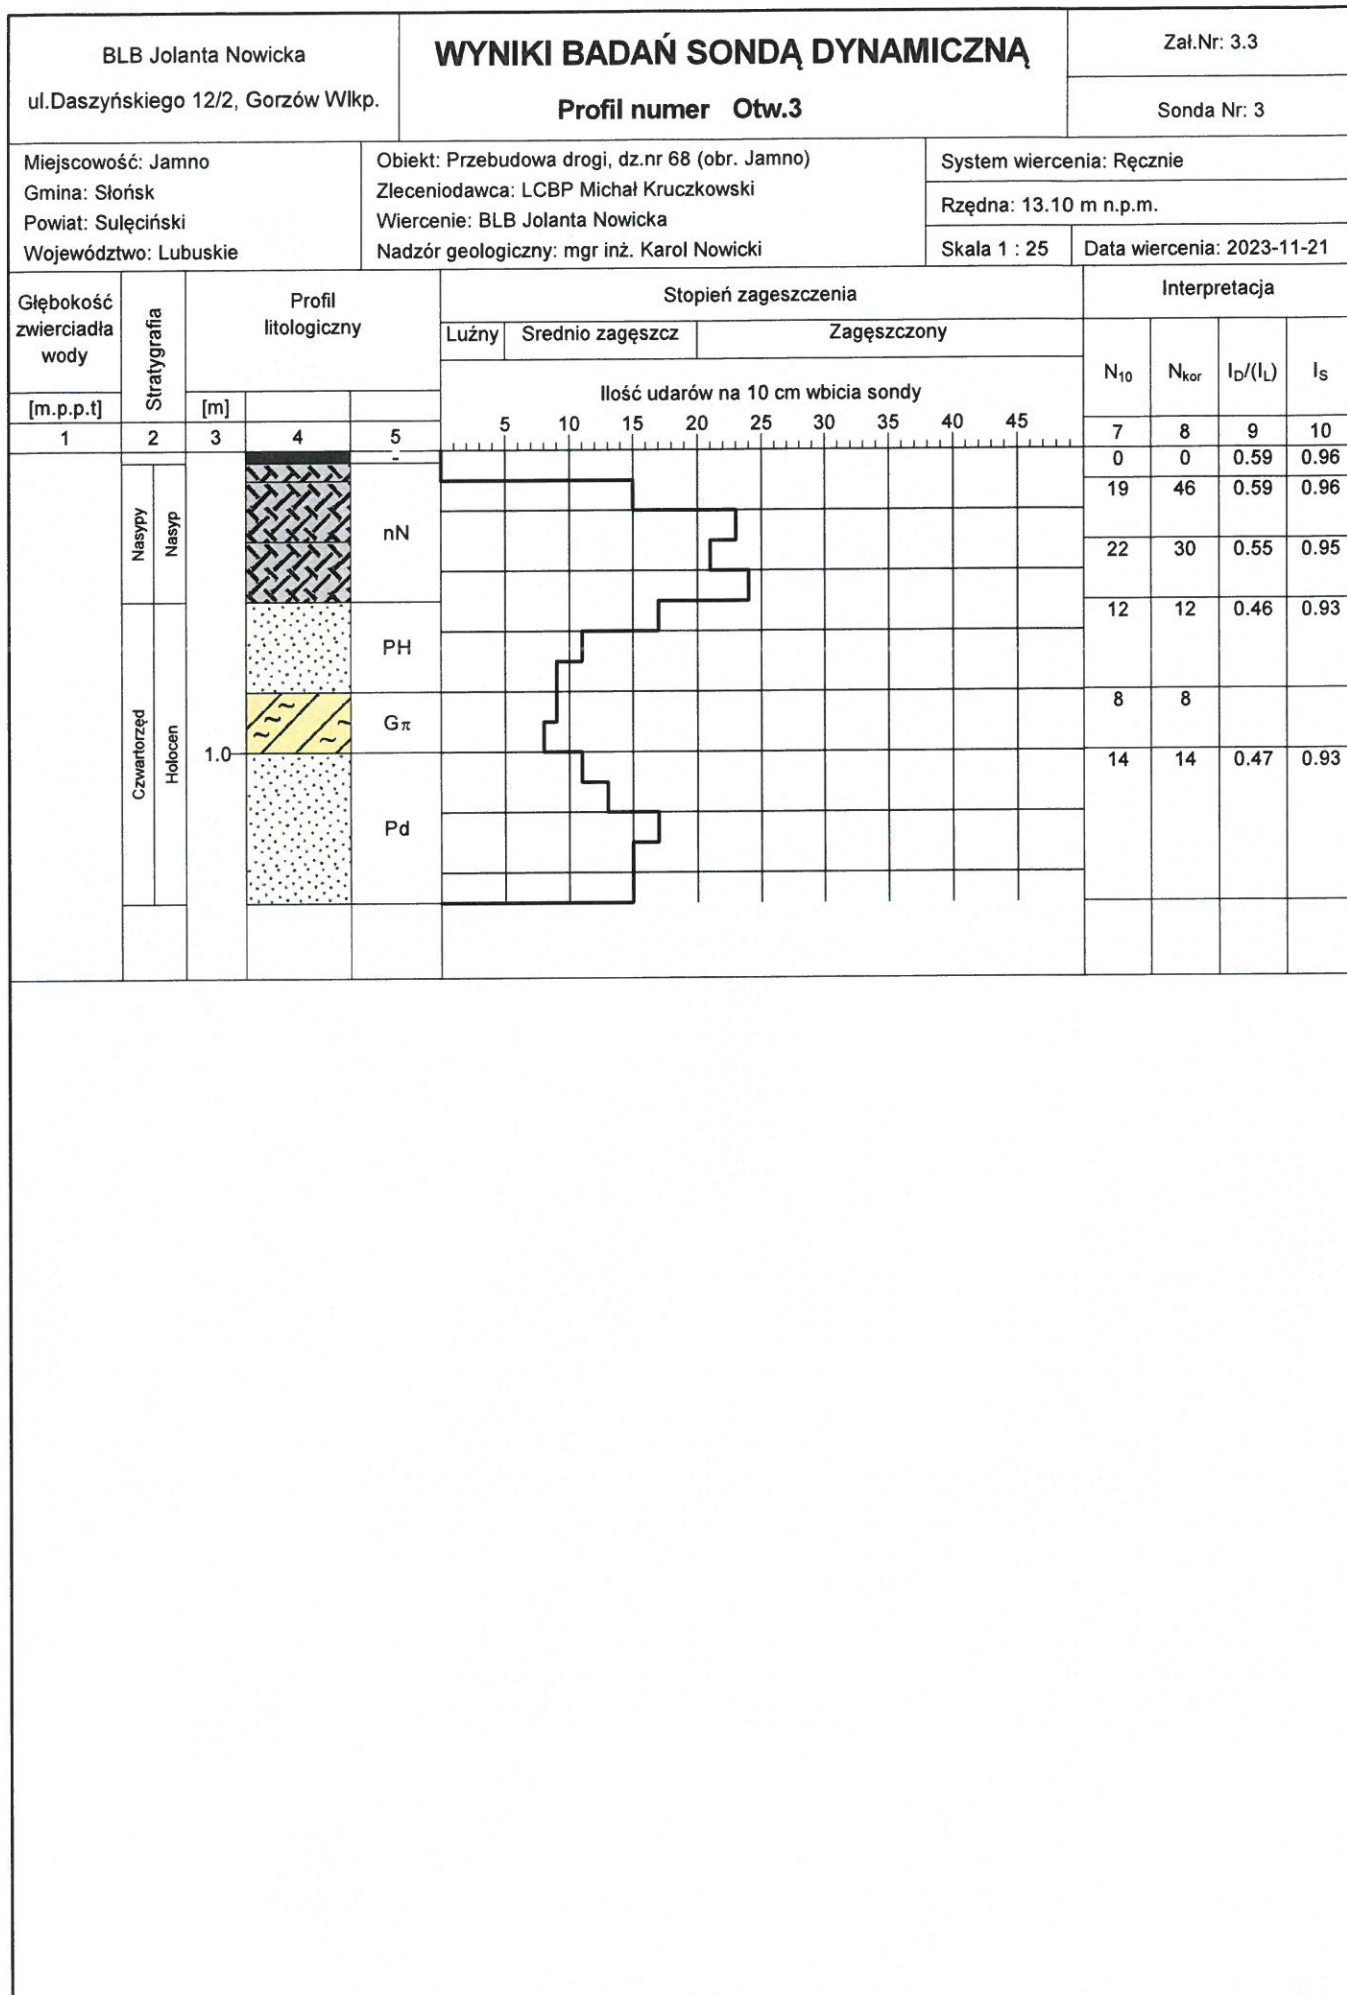 BLB Jolanta Nowicka
ul.Daszyńskiego 12/2, Gorzów Wlkp.
WYNIKI BADAŃ SONDĄ DYNAMICZNĄ
Profil numer Otw.3
Zał.Nr: 3.3
Sonda Nr: 3
Miejscowość: Jamno
Gmina: Słońsk
Powiat: Sulęciński
Województwo: Lubuskie
Obiekt: Przebudowa drogi, dz.nr 68 (obr. Jamno)
Zleceniodawca: LCBP Michał Kruczkowski
Wiercenie: BLB Jolanta Nowicka
Nadzór geologiczny: mgr inż. Karol Nowicki
System wiercenia: Ręcznie
Rzędna: 13.10 m n.p.m.
Skala 1 : 25
Data wiercenia: 2023-11-21
Głębokość
zwierciadła
wody
[m.p.p.t]
Stratygrafia
Profil
litologiczny
[m]
Stopień zageszczenia
Luźny
Srednio zagęszcz
Zagęszczony
Ilość udarów na 10 cm wbicia sondy
5 10 15 20 25 30 35 40 45
Interpretacja
N10 Nkor ID/(IL) IS
1 2 3 4 5 7 8 9 10
-
0 0 0.59 0.96
19 46 0.59 0.96
Nasypy
Nasyp
nN
22 30 0.55 0.95
12 12 0.46 0.93
PH
8 8
Gπ
Czwartorzęd
Holocen
1.0
14 14 0.47 0.93
Pd